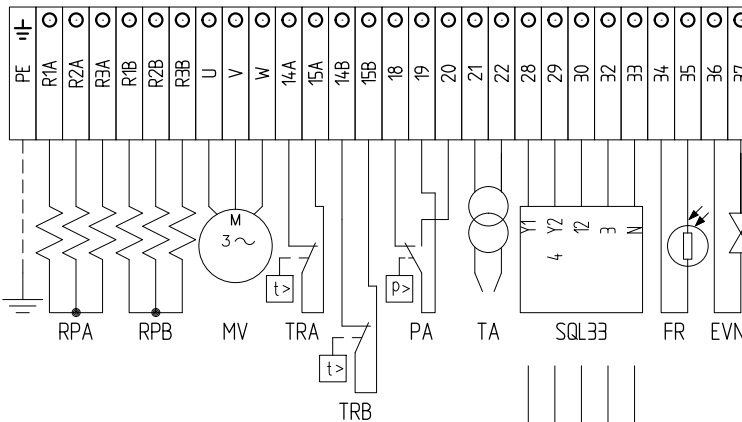 PE R1A R2A R3A R1B R2B R3B U V W 14A 15A 14B 15B 18 19 20 21 22 28 29 30 32 33 34 35 36 37
M
3~
Y1 Y2 12 3 N
4
t> p>
RPA RPB MV TRA PA TA SQL33 FR EVN
t>
TRB